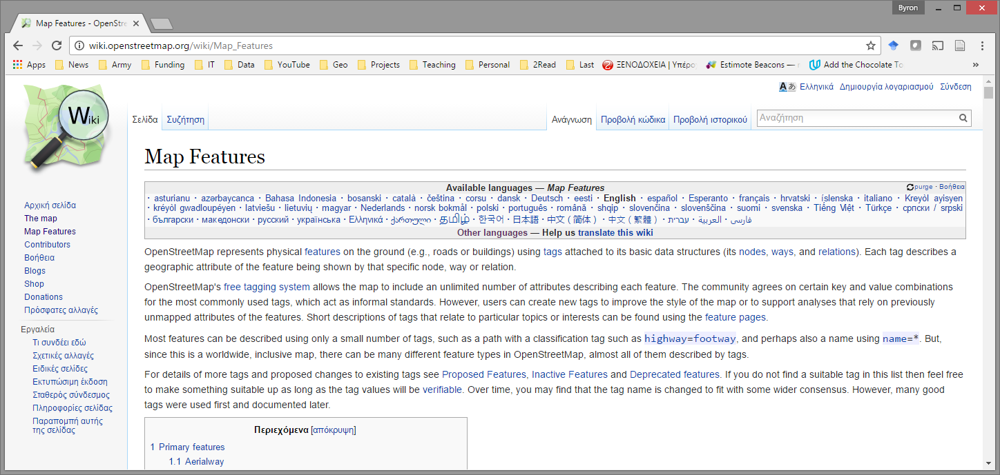 Byron
Map Features - OpenStre
wiki.openstreetmap.org/wiki/Map_Features
Apps News Army Funding IT Data YouTube Geo Projects Teaching Personal 2Read Last ΞΕΝΟΔΟΧΕΙΑ | Υπέρο Estimote Beacons — Add the Chocolate To »
Wiki
Ελληνικά Δημιουργία λογαριασμού Σύνδεση
Σελίδα Συζήτηση Ανάγνωση Προβολή κώδικα Προβολή ιστορικού Αναζήτηση
Αρχική σελίδα
The map
Map Features
Contributors
Βοήθεια
Blogs
Shop
Donations
Πρόσφατες αλλαγές
Εργαλεία
Τι συνδέει εδώ
Σχετικές αλλαγές
Ειδικές σελίδες
Εκτυπώσιμη έκδοση
Σταθερός σύνδεσμος
Πληροφορίες σελίδας
Παραπομπή αυτής
της σελίδας
Map Features
Available languages — Map Features purge · Βοήθεια
· asturianu · azərbaycanca · Bahasa Indonesia · bosanski · català · čeština · corsu · dansk · Deutsch · eesti · English · español · Esperanto · français · hrvatski · íslenska · italiano · Kreyòl ayisyen
· kréyòl gwadloupéyen · latviešu · lietuvių · magyar · Nederlands · norsk bokmål · polski · português · română · shqip · slovenčina · slovenščina · suomi · svenska · Tiếng Việt · Türkçe · српски / srpski
· български · македонски · русский · українська · Ελληνικά · ქართული · தமிழ் · 한국어 · 日本語 · 中文（简体） · 中文（繁體） · עברית · العربية · فارسی
Other languages — Help us translate this wiki
OpenStreetMap represents physical features on the ground (e.g., roads or buildings) using tags attached to its basic data structures (its nodes, ways, and relations). Each tag describes a
geographic attribute of the feature being shown by that specific node, way or relation.
OpenStreetMap's free tagging system allows the map to include an unlimited number of attributes describing each feature. The community agrees on certain key and value combinations
for the most commonly used tags, which act as informal standards. However, users can create new tags to improve the style of the map or to support analyses that rely on previously
unmapped attributes of the features. Short descriptions of tags that relate to particular topics or interests can be found using the feature pages.
Most features can be described using only a small number of tags, such as a path with a classification tag such as highway=footway, and perhaps also a name using name=*. But,
since this is a worldwide, inclusive map, there can be many different feature types in OpenStreetMap, almost all of them described by tags.
For details of more tags and proposed changes to existing tags see Proposed Features, Inactive Features and Deprecated features. If you do not find a suitable tag in this list then feel free
to make something suitable up as long as the tag values will be verifiable. Over time, you may find that the tag name is changed to fit with some wider consensus. However, many good
tags were used first and documented later.
Περιεχόμενα [απόκρυψη]
1 Primary features
1.1 Aerialway